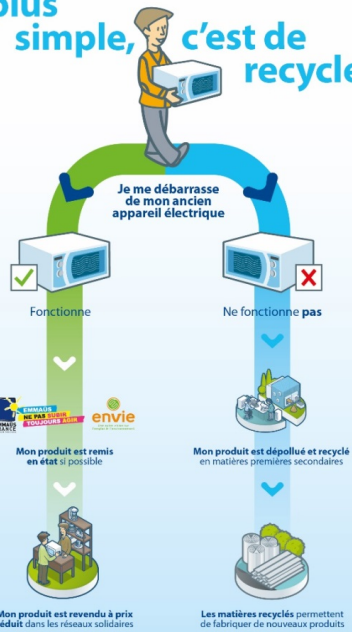 plus
simple, c'est de
recycle
Je me débarrasse
de mon ancien
appareil électrique
Fonctionne
Ne fonctionne pas
EMMAÜS
NE PAS SUBIR
TOUJOURS AGIR
envie
Mon produit est remis
en état si possible
Mon produit est dépollué et recyclé
en matières premières secondaires
Mon produit est revendu à prix
réduit dans les réseaux solidaires
Les matières recyclés permettent
de fabriquer de nouveaux produits